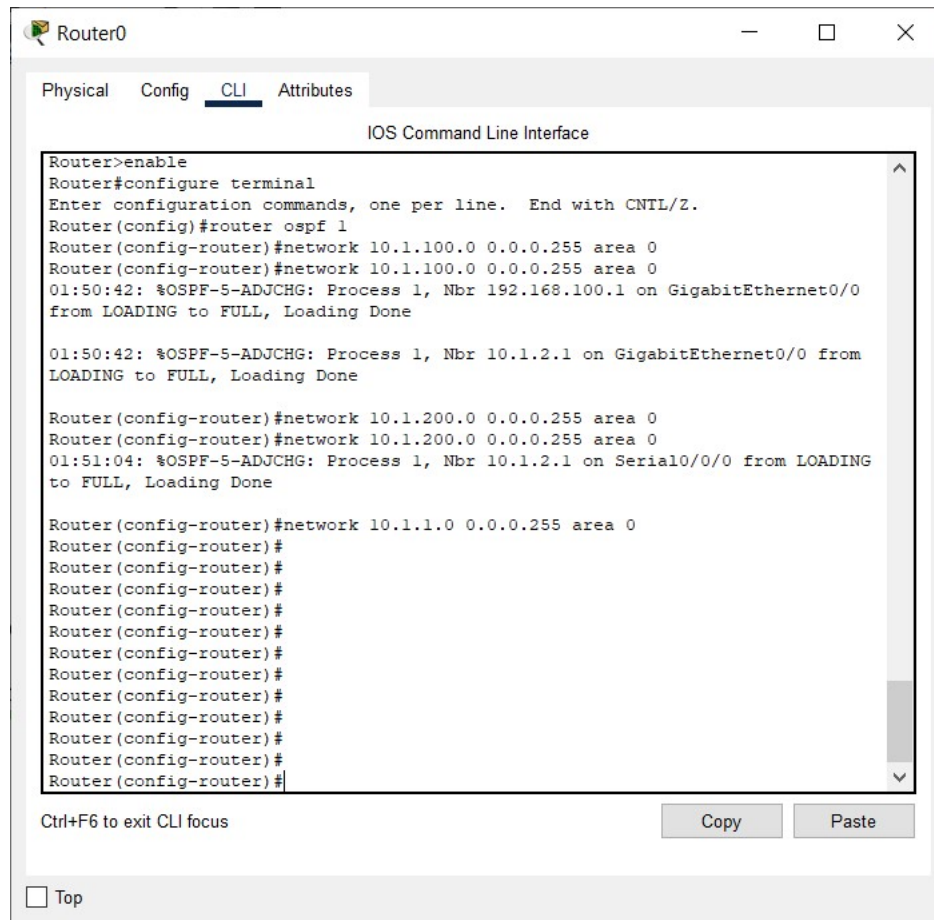 Router0
Physical Config CLI Attributes
IOS Command Line Interface
Router>enable
Router#configure terminal
Enter configuration commands, one per line.  End with CNTL/Z.
Router(config)#router ospf 1
Router(config-router)#network 10.1.100.0 0.0.0.255 area 0
Router(config-router)#network 10.1.100.0 0.0.0.255 area 0
01:50:42: %OSPF-5-ADJCHG: Process 1, Nbr 192.168.100.1 on GigabitEthernet0/0
from LOADING to FULL, Loading Done
01:50:42: %OSPF-5-ADJCHG: Process 1, Nbr 10.1.2.1 on GigabitEthernet0/0 from
LOADING to FULL, Loading Done
Router(config-router)#network 10.1.200.0 0.0.0.255 area 0
Router(config-router)#network 10.1.200.0 0.0.0.255 area 0
01:51:04: %OSPF-5-ADJCHG: Process 1, Nbr 10.1.2.1 on Serial0/0/0 from LOADING
to FULL, Loading Done
Router(config-router)#network 10.1.1.0 0.0.0.255 area 0
Router(config-router)#
Router(config-router)#
Router(config-router)#
Router(config-router)#
Router(config-router)#
Router(config-router)#
Router(config-router)#
Router(config-router)#
Router(config-router)#
Router(config-router)#
Router(config-router)#
Router(config-router)#
Ctrl+F6 to exit CLI focus
Copy Paste
Top